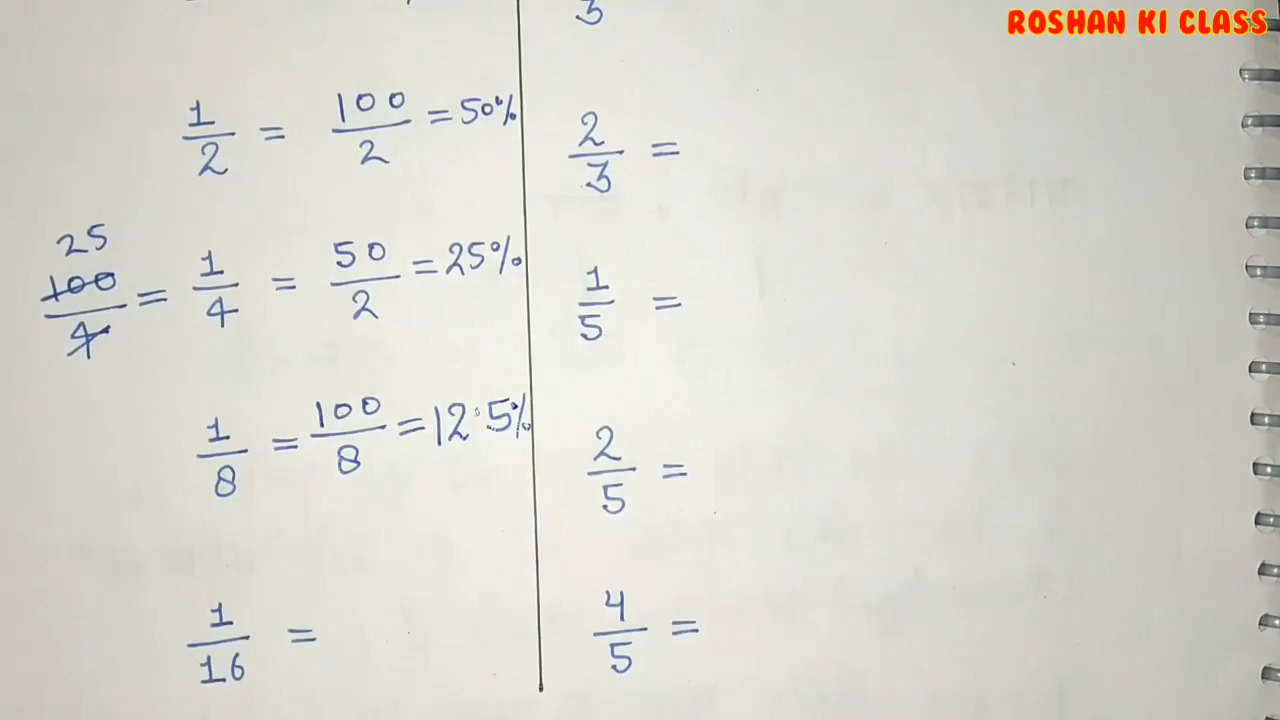 ROSHAN KI CLASS
1/2 = 100/2 = 50%
25
100/4 = 1/4 = 50/2 = 25%
1/8 = 100/8 = 12.5%
1/16 =
3
2/3 =
1/5 =
2/5 =
4/5 =